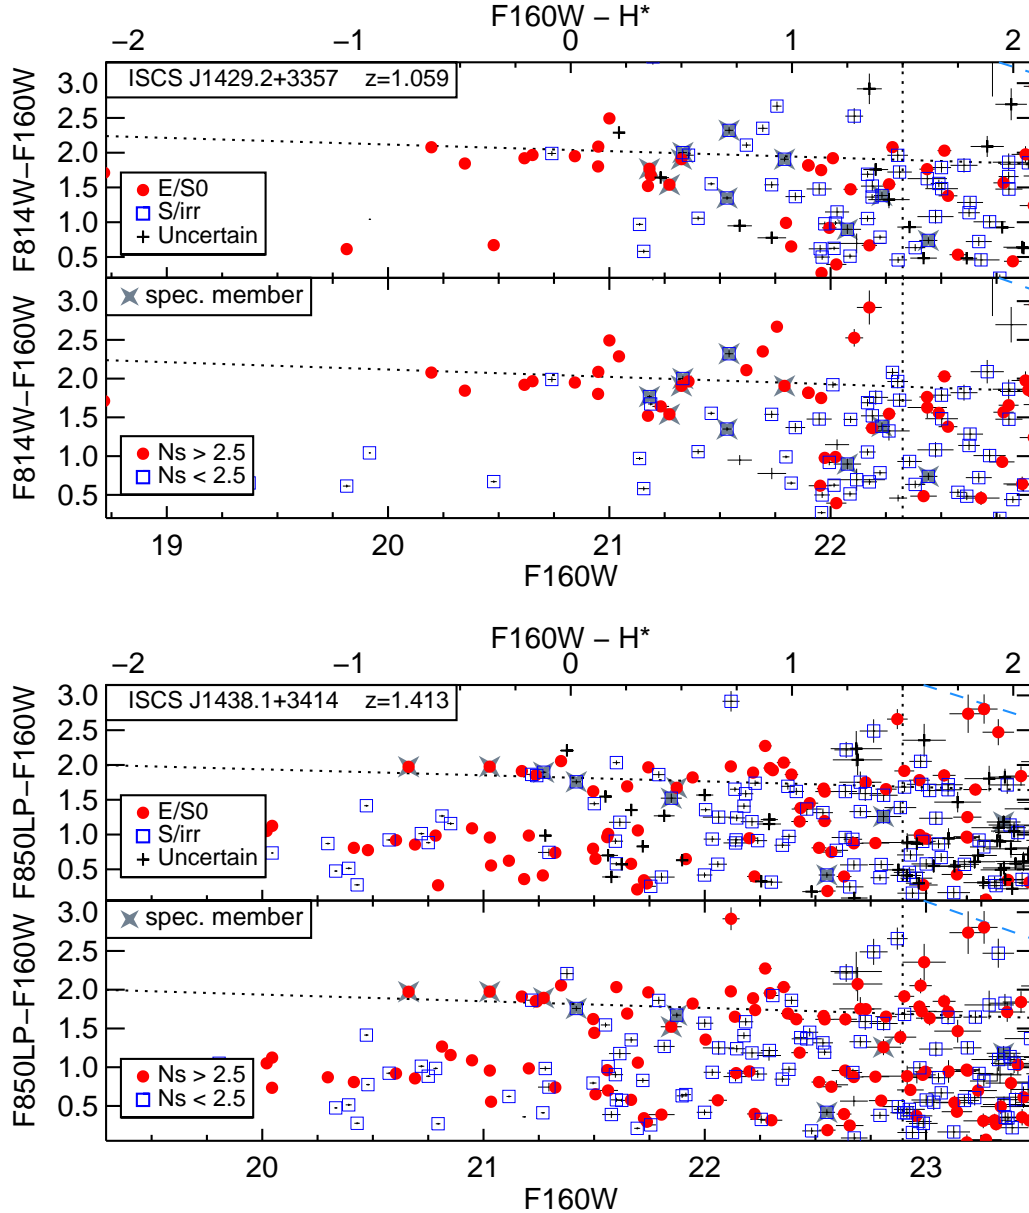 F160W − H*
−2 −1 0 1 2
ISCS J1429.2+3357 z=1.059
F814W−F160W
3.0
2.5
2.0
1.5
1.0
0.5
E/S0
S/irr
Uncertain
spec. member
F814W−F160W
3.0
2.5
2.0
1.5
1.0
0.5
Ns > 2.5
Ns < 2.5
19 20 21 22
F160W
F160W − H*
−2 −1 0 1 2
ISCS J1438.1+3414 z=1.413
F850LP−F160W
3.0
2.5
2.0
1.5
1.0
0.5
E/S0
S/irr
Uncertain
spec. member
F850LP−F160W
3.0
2.5
2.0
1.5
1.0
0.5
Ns > 2.5
Ns < 2.5
20 21 22 23
F160W